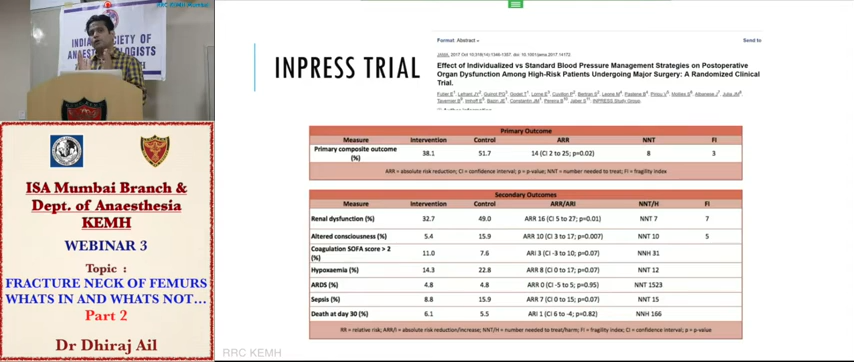 RRC KEMH Mumbai
INDIAN SOCIETY OF
ISA Mumbai Branch &
Dept. of Anaesthesia
KEMH
WEBINAR 3
Topic :
FRACTURE NECK OF FEMURS
WHATS IN AND WHATS NOT...
Part 2
Dr Dhiraj Ail
INPRESS TRIAL
Format: Abstract
Send to
JAMA. 2017 Oct 10;318(14):1346-1357. doi: 10.1001/jama.2017.14172.
Effect of Individualized vs Standard Blood Pressure Management Strategies on Postoperative
Organ Dysfunction Among High-Risk Patients Undergoing Major Surgery: A Randomized Clinical
Trial.
Primary Outcome
Measure Intervention Control ARR NNT FI
Primary composite outcome (%) 38.1 51.7 14 (CI 2 to 25; p=0.02) 8 3
ARR = absolute risk reduction; CI = confidence interval; p = p-value; NNT = number needed to treat; FI = fragility index
Secondary Outcomes
Measure Intervention Control ARR/ARI NNT/H FI
Renal dysfunction (%) 32.7 49.0 ARR 16 (CI 5 to 27; p=0.01) NNT 7 7
Altered consciousness (%) 5.4 15.9 ARR 10 (CI 3 to 17; p=0.007) NNT 10 5
Coagulation SOFA score > 2 (%) 11.0 7.6 ARI 3 (CI -3 to 10; p=0.07) NNH 31
Hypoxaemia (%) 14.3 22.8 ARR 8 (CI 0 to 17; p=0.07) NNT 12
ARDS (%) 4.8 4.8 ARR 0 (CI -5 to 5; p=0.95) NNT 1523
Sepsis (%) 8.8 15.9 ARR 7 (CI 0 to 15; p=0.07) NNT 15
Death at day 30 (%) 6.1 5.5 ARI 1 (CI 6 to -4; p=0.82) NNH 166
RR = relative risk; ARR/I = absolute risk reduction/increase; NNT/H = number needed to treat/harm; FI = fragility index; CI = confidence interval; p = p-value
RRC KEMH